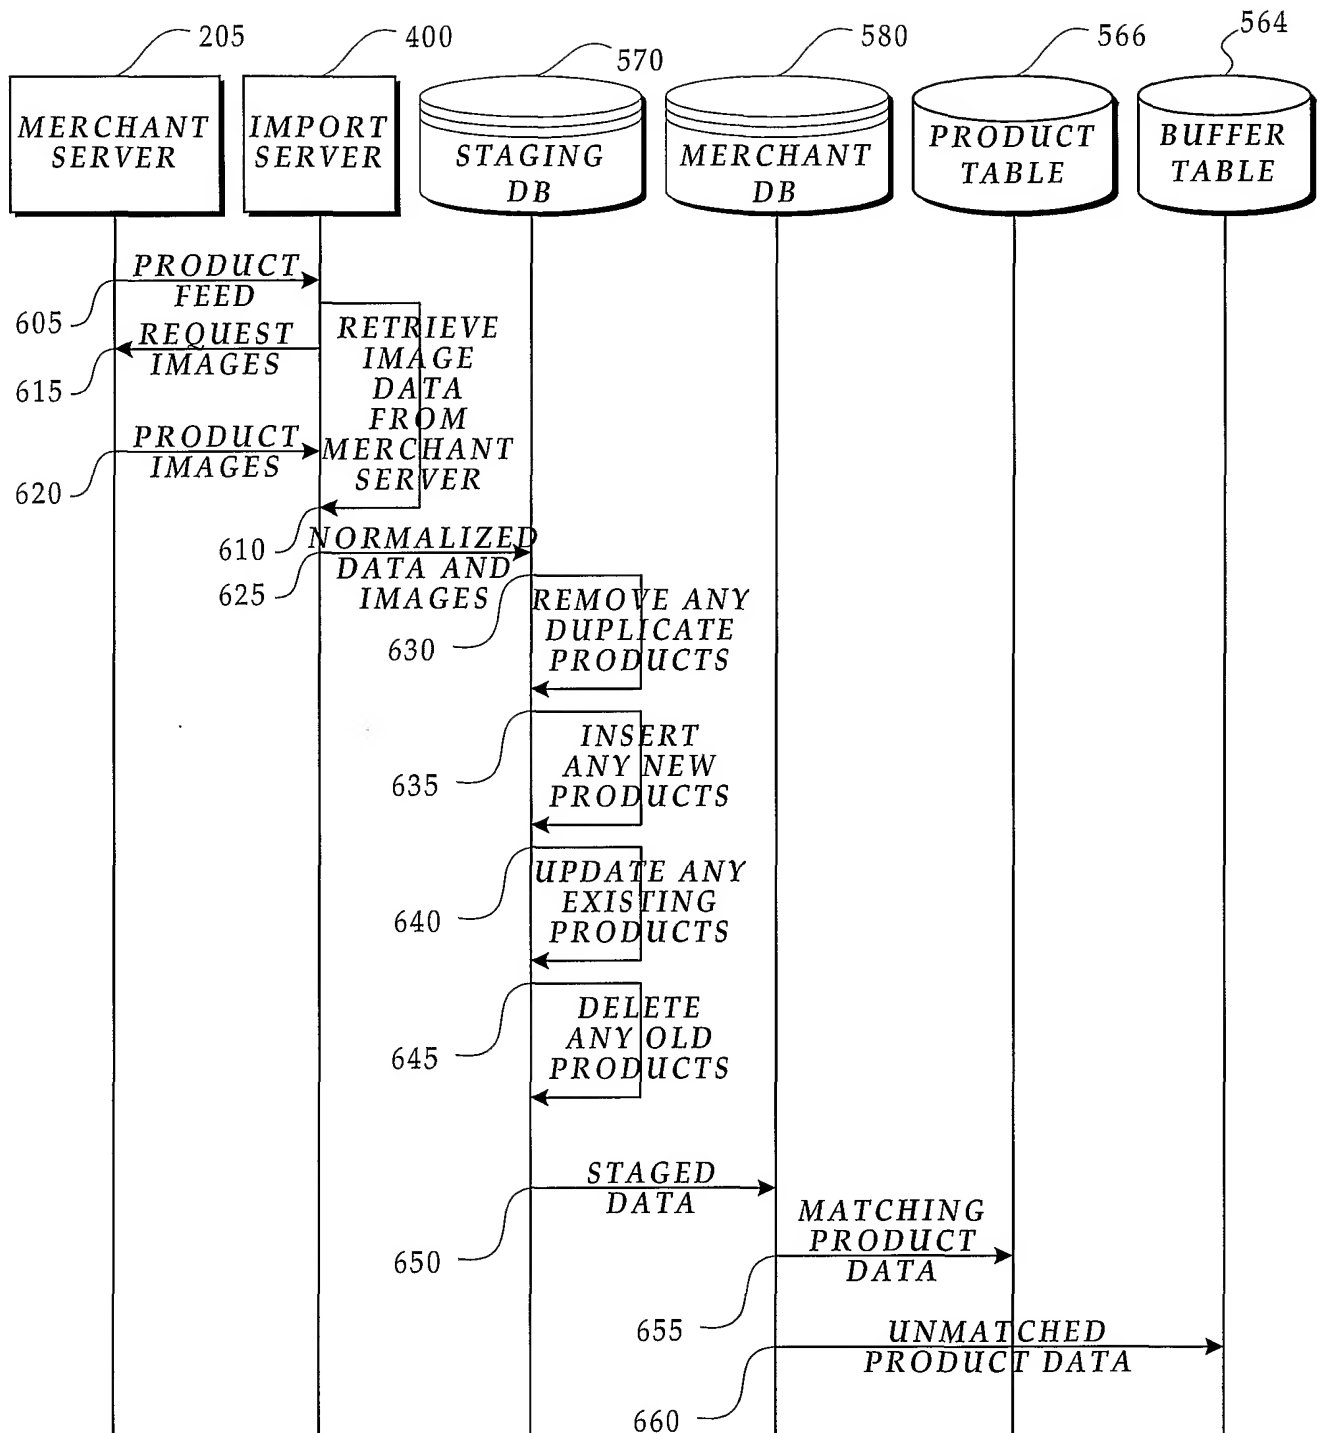 205
400
570
580
566
564
MERCHANT
SERVER
IMPORT
SERVER
STAGING
DB
MERCHANT
DB
PRODUCT
TABLE
BUFFER
TABLE
PRODUCT
FEED
605
REQUEST
IMAGES
615
RETRIEVE
IMAGE
DATA
FROM
MERCHANT
SERVER
PRODUCT
IMAGES
620
610
NORMALIZED
DATA AND
IMAGES
625
REMOVE ANY
DUPLICATE
PRODUCTS
630
INSERT
ANY NEW
PRODUCTS
635
UPDATE ANY
EXISTING
PRODUCTS
640
DELETE
ANY OLD
PRODUCTS
645
STAGED
DATA
650
MATCHING
PRODUCT
DATA
655
UNMATCHED
PRODUCT DATA
660